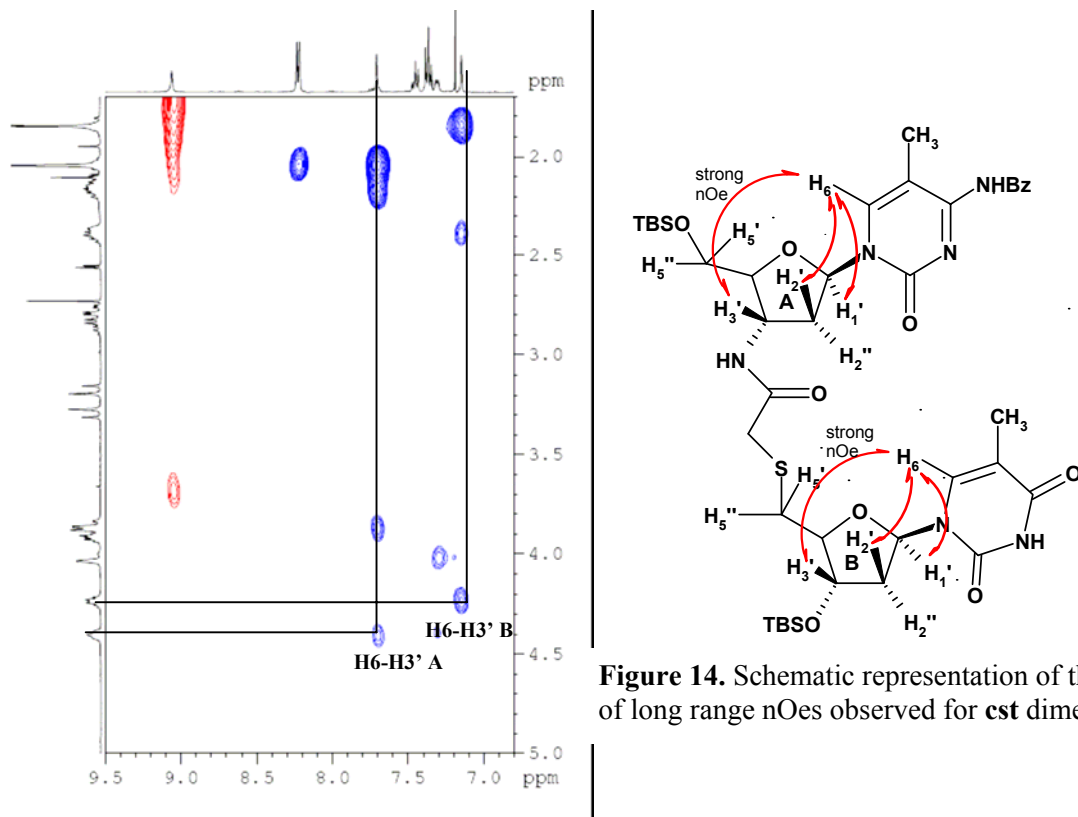 ppm
2.0
2.5
3.0
3.5
4.0
4.5
5.0
H6-H3' B
H6-H3' A
9.5 9.0 8.5 8.0 7.5 7.0 ppm
CH3
strong
nOe
H6
NHBz
TBSO
H5'
H5''
O
N
N
H2'
A
H3'
H1'
O
H2''
HN
O
CH3
strong
nOe
H6
S
H5'
O
H5''
O
N
NH
H2'
B
H3'
H1'
O
TBSO
H2''
Figure 14. Schematic representation of t
of long range nOes observed for cst dime